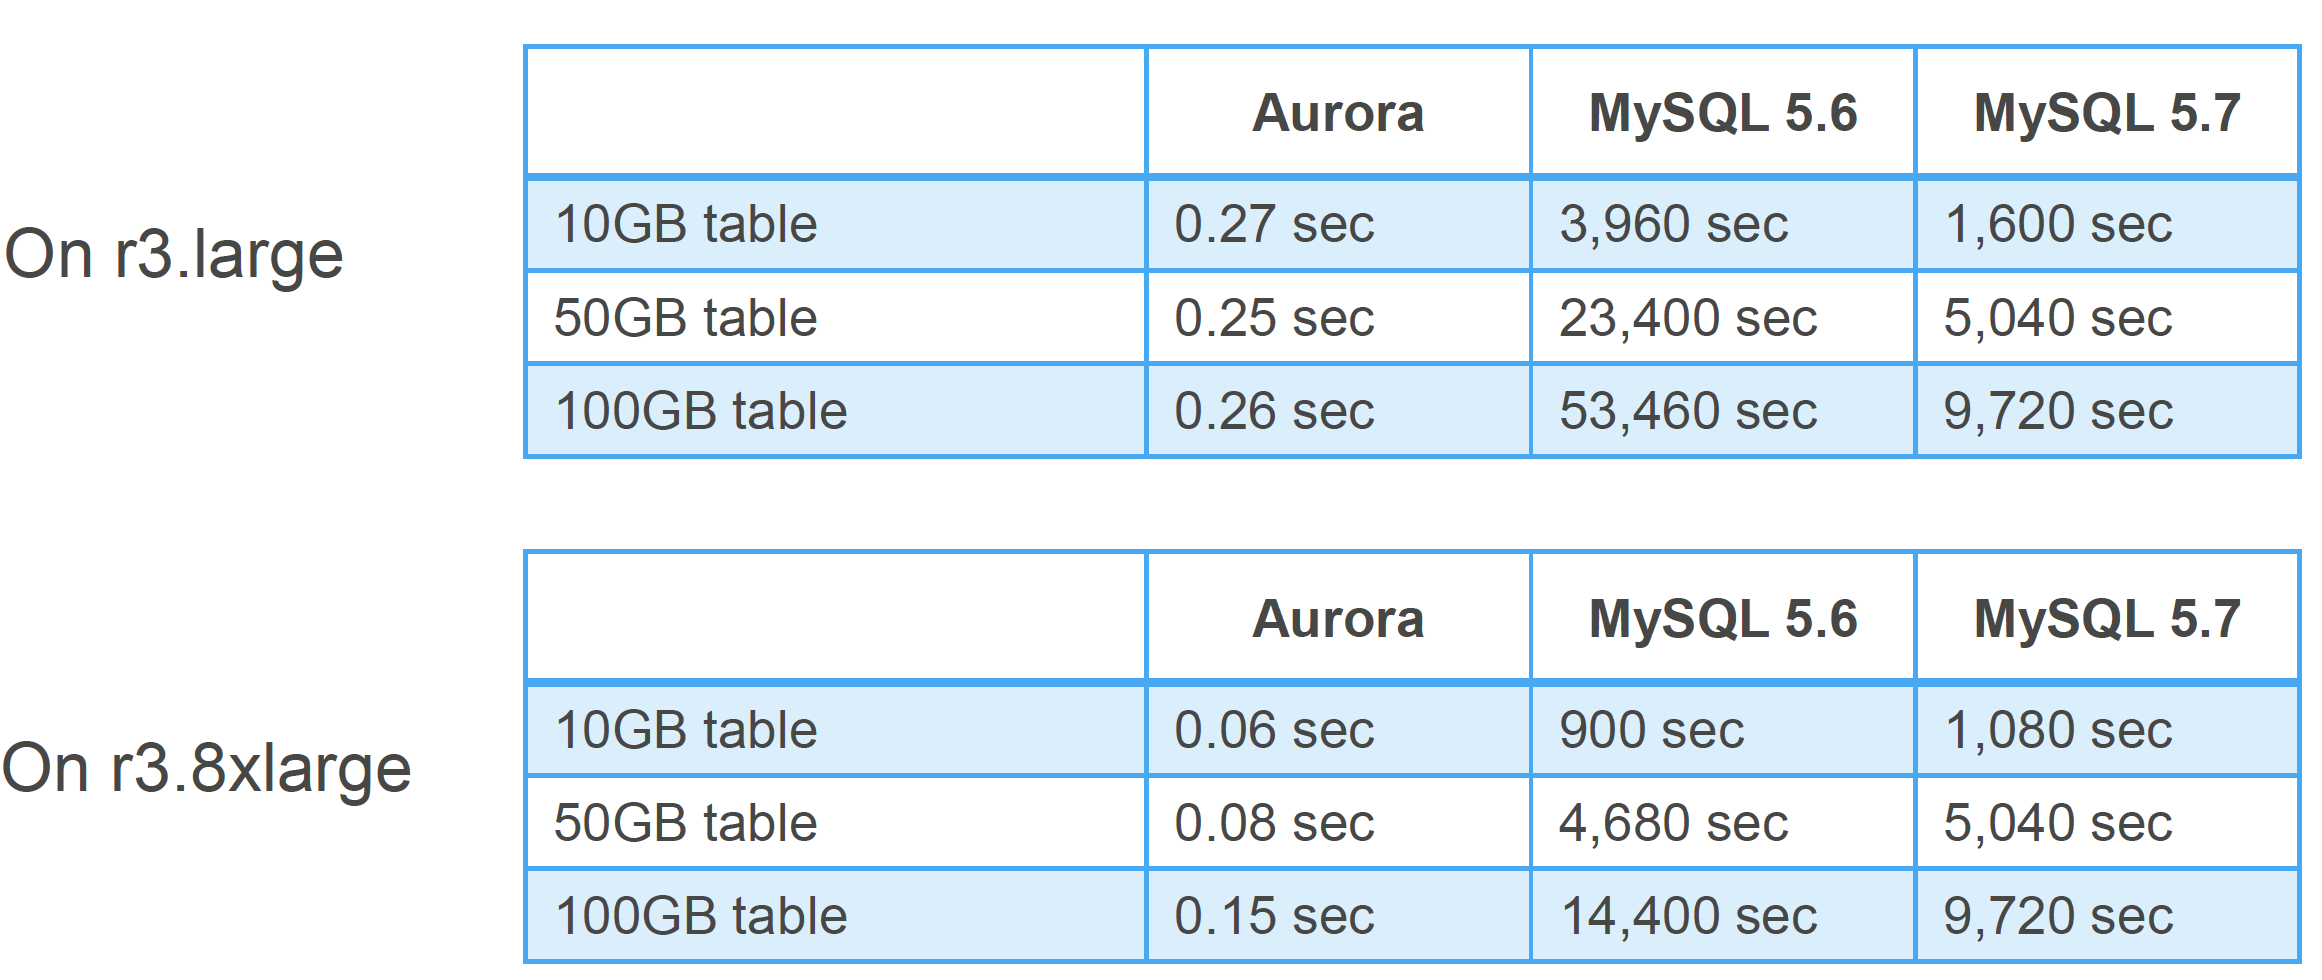 On r3.large
Aurora MySQL 5.6 MySQL 5.7
10GB table 0.27 sec 3,960 sec 1,600 sec
50GB table 0.25 sec 23,400 sec 5,040 sec
100GB table 0.26 sec 53,460 sec 9,720 sec
On r3.8xlarge
Aurora MySQL 5.6 MySQL 5.7
10GB table 0.06 sec 900 sec 1,080 sec
50GB table 0.08 sec 4,680 sec 5,040 sec
100GB table 0.15 sec 14,400 sec 9,720 sec